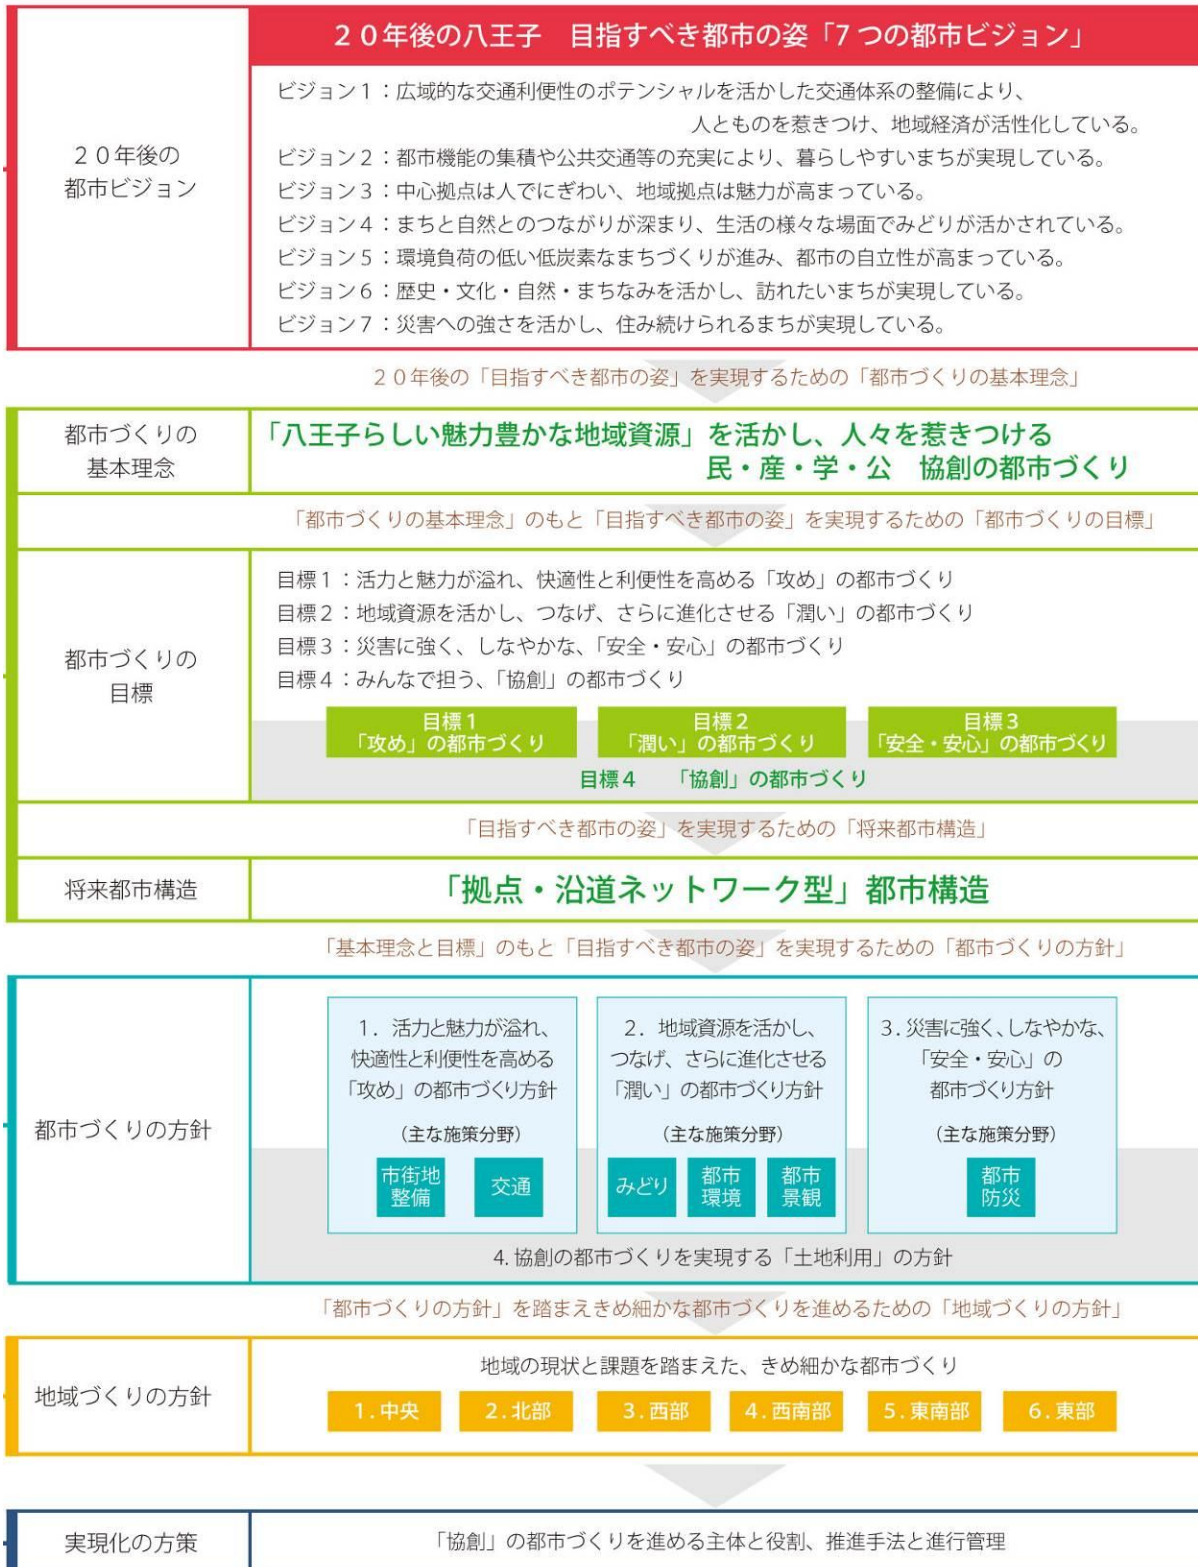 ２０年後の八王子　目指すべき都市の姿「7つの都市ビジョン」
２０年後の
都市ビジョン
ビジョン１：広域的な交通利便性のポテンシャルを活かした交通体系の整備により、
人とものを惹きつけ、地域経済が活性化している。
ビジョン２：都市機能の集積や公共交通等の充実により、暮らしやすいまちが実現している。
ビジョン３：中心拠点は人でにぎわい、地域拠点は魅力が高まっている。
ビジョン４：まちと自然とのつながりが深まり、生活の様々な場面でみどりが活かされている。
ビジョン５：環境負荷の低い低炭素なまちづくりが進み、都市の自立性が高まっている。
ビジョン６：歴史・文化・自然・まちなみを活かし、訪れたいまちが実現している。
ビジョン７：災害への強さを活かし、住み続けられるまちが実現している。
２０年後の「目指すべき都市の姿」を実現するための「都市づくりの基本理念」
都市づくりの
基本理念
「八王子らしい魅力豊かな地域資源」を活かし、人々を惹きつける
民・産・学・公　協創の都市づくり
「都市づくりの基本理念」のもと「目指すべき都市の姿」を実現するための「都市づくりの目標」
都市づくりの
目標
目標１：活力と魅力が溢れ、快適性と利便性を高める「攻め」の都市づくり
目標２：地域資源を活かし、つなげ、さらに進化させる「潤い」の都市づくり
目標３：災害に強く、しなやかな、「安全・安心」の都市づくり
目標４：みんなで担う、「協創」の都市づくり
目標１
「攻め」の都市づくり
目標２
「潤い」の都市づくり
目標３
「安全・安心」の都市づくり
目標４　「協創」の都市づくり
「目指すべき都市の姿」を実現するための「将来都市構造」
将来都市構造
「拠点・沿道ネットワーク型」都市構造
「基本理念と目標」のもと「目指すべき都市の姿」を実現するための「都市づくりの方針」
都市づくりの方針
1．活力と魅力が溢れ、
快適性と利便性を高める
「攻め」の都市づくり方針
（主な施策分野）
市街地
整備
交通
2．地域資源を活かし、
つなげ、さらに進化させる
「潤い」の都市づくり方針
（主な施策分野）
みどり
都市
環境
都市
景観
3.災害に強く、しなやかな、
「安全・安心」の
都市づくり方針
（主な施策分野）
都市
防災
4.協創の都市づくりを実現する「土地利用」の方針
「都市づくりの方針」を踏まえきめ細かな都市づくりを進めるための「地域づくりの方針」
地域づくりの方針
地域の現状と課題を踏まえた、きめ細かな都市づくり
1.中央
2.北部
3.西部
4.西南部
5.東南部
6.東部
実現化の方策
「協創」の都市づくりを進める主体と役割、推進手法と進行管理